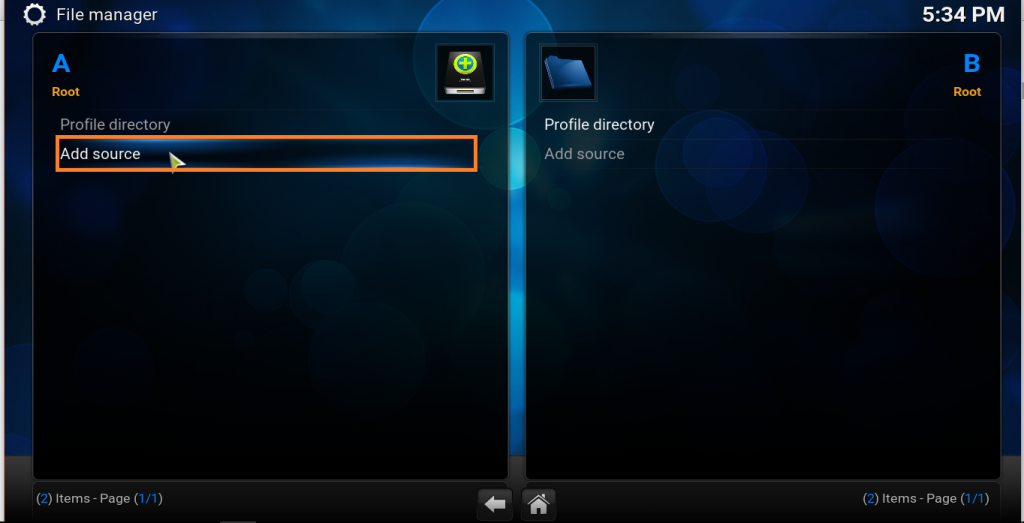 File manager
5:34 PM
A
Root
Profile directory
Add source
(2) Items - Page (1/1)
B
Root
Profile directory
Add source
(2) Items - Page (1/1)